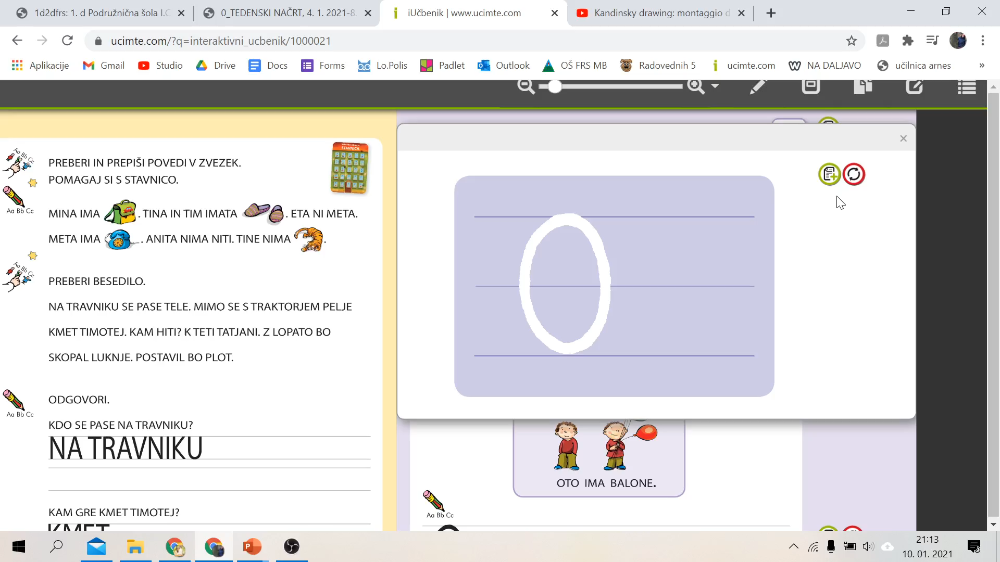 1d2dfrs: 1. d Podružnična šola I.C
0_TEDENSKI NAČRT, 4. 1. 2021-8.
iUčbenik | www.ucimte.com
Kandinsky drawing: montaggio d
ucimte.com/?q=interaktivni_ucbenik/1000021
Aplikacije
Gmail
Studio
Drive
Docs
Forms
Lo.Polis
Padlet
Outlook
OŠ FRS MB
Radovednih 5
ucimte.com
NA DALJAVO
učilnica arnes
»
STAVNICA
Aa Bb Cc
PREBERI IN PREPIŠI POVEDI V ZVEZEK.
POMAGAJ SI S STAVNICO.
Aa Bb Cc
MINA IMA . TINA IN TIM IMATA . ETA NI META.
META IMA . ANITA NIMA NITI. TINE NIMA .
Aa Bb Cc
PREBERI BESEDILO.
NA TRAVNIKU SE PASE TELE. MIMO SE S TRAKTORJEM PELJE
KMET TIMOTEJ. KAM HITI? K TETI TATJANI. Z LOPATO BO
SKOPAL LUKNJE. POSTAVIL BO PLOT.
ODGOVORI.
Aa Bb Cc
KDO SE PASE NA TRAVNIKU?
NA TRAVNIKU
KAM GRE KMET TIMOTEJ?
KMET
O
OTO IMA BALONE.
Aa Bb Cc
21:13
10. 01. 2021